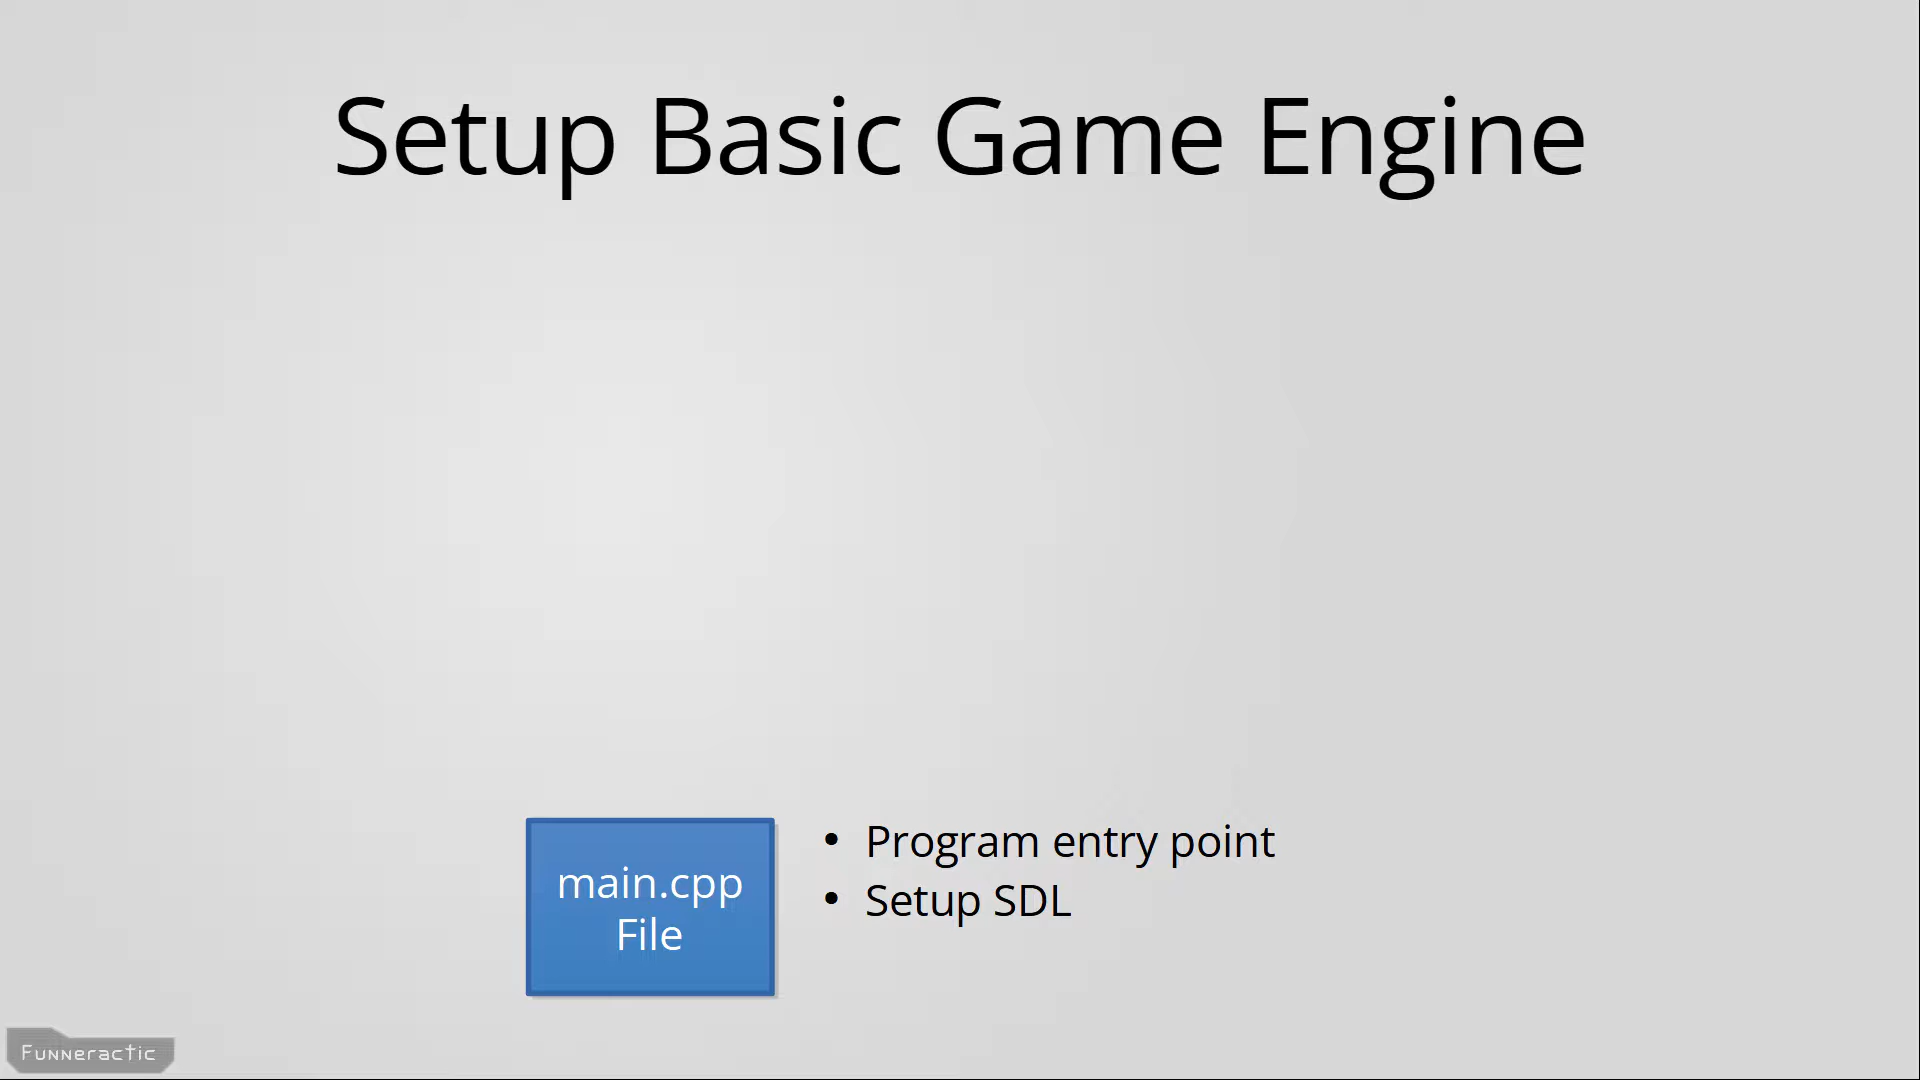 Setup Basic Game Engine
main.cpp
File
• Program entry point
• Setup SDL
Funneractic